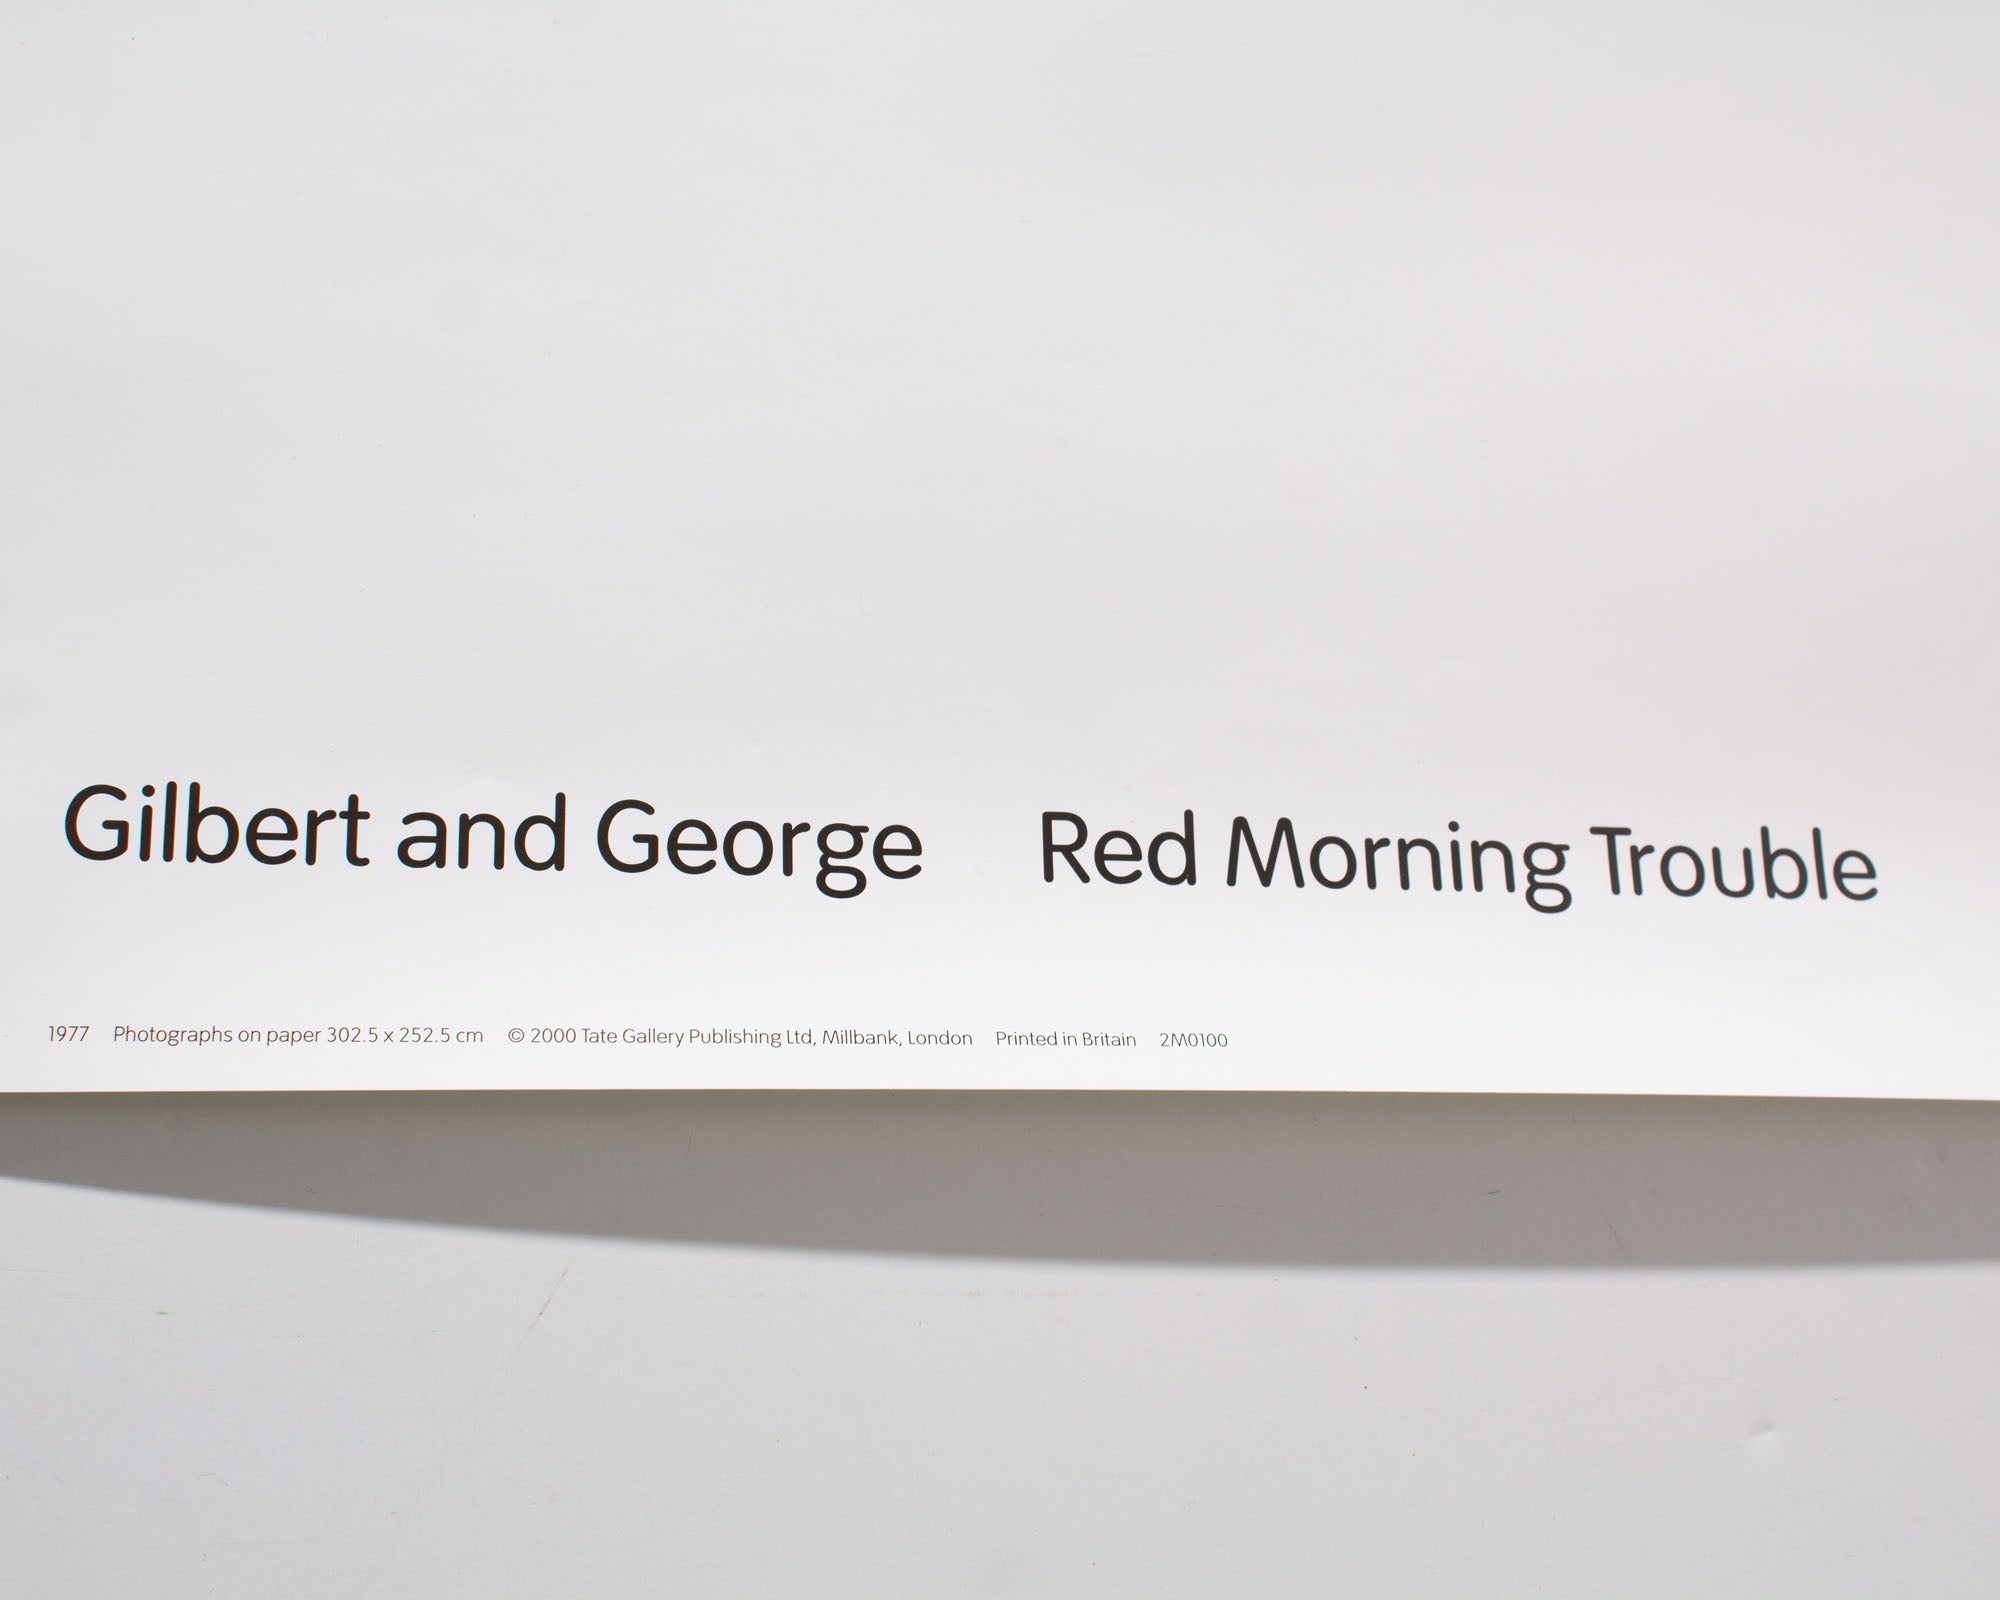 Gilbert and George Red Morning Trouble
1977 Photographs on paper 302.5 x 252.5 cm © 2000 Tate Gallery Publishing Ltd, Millbank, London Printed in Britain 2M0100